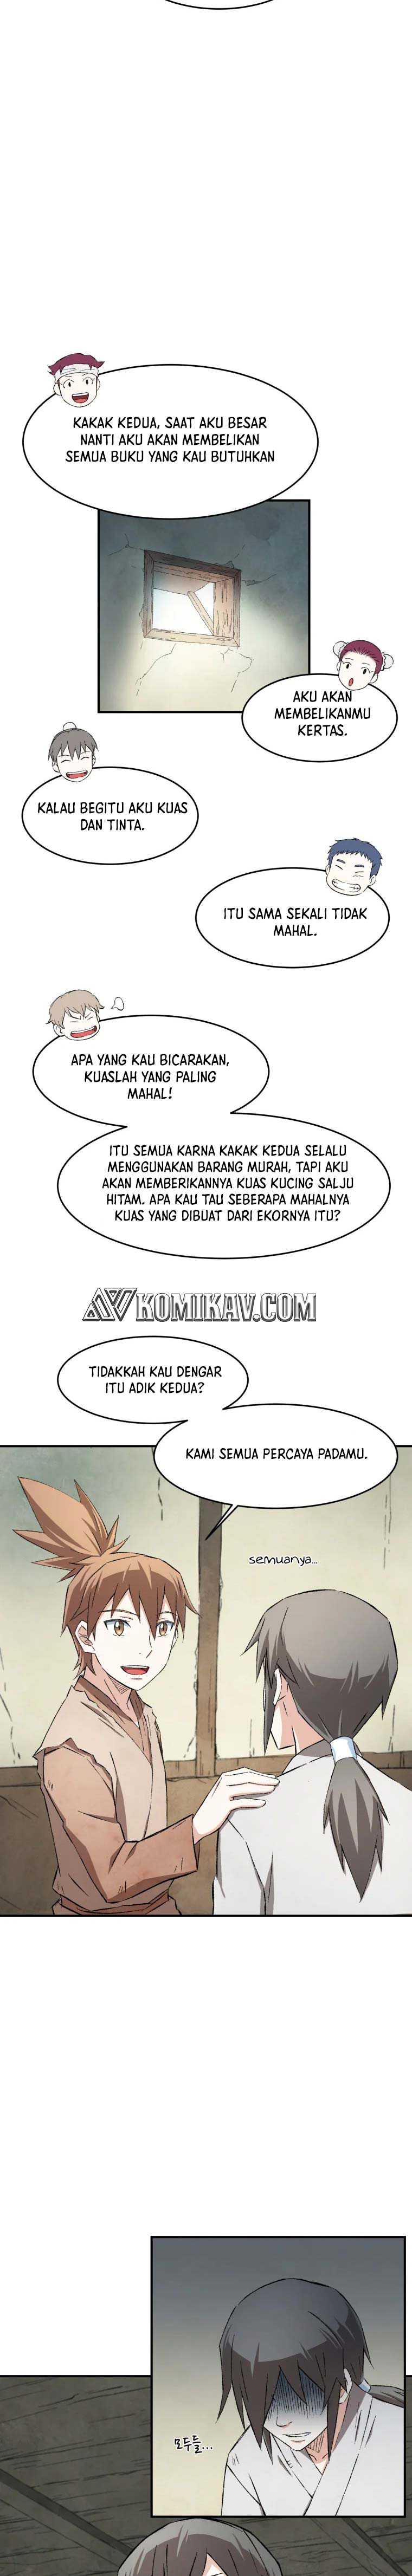 KAKAK KEDUA, SAAT AKU BESAR
NANTI AKU AKAN MEMBELIKAN
SEMUA BUKU YANG KAU BUTUHKAN
AKU AKAN
MEMBELIKANMU
KERTAS.
KALAU BEGITU AKU KUAS
DAN TINTA.
ITU SAMA SEKALI TIDAK
MAHAL.
APA YANG KAU BICARAKAN,
KUASLAH YANG PALING
MAHAL!
ITU SEMUA KARNA KAKAK KEDUA SELALU
MENGGUNAKAN BARANG MURAH, TAPI AKU
AKAN MEMBERIKANNYA KUAS KUCING SALJU
HITAM. APA KAU TAU SEBERAPA MAHALNYA
KUAS YANG DIBUAT DARI EKORNYA ITU?
KOMIKAV.COM
TIDAKKAH KAU DENGAR
ITU ADIK KEDUA?
KAMI SEMUA PERCAYA PADAMU.
semuanya...
모두들...